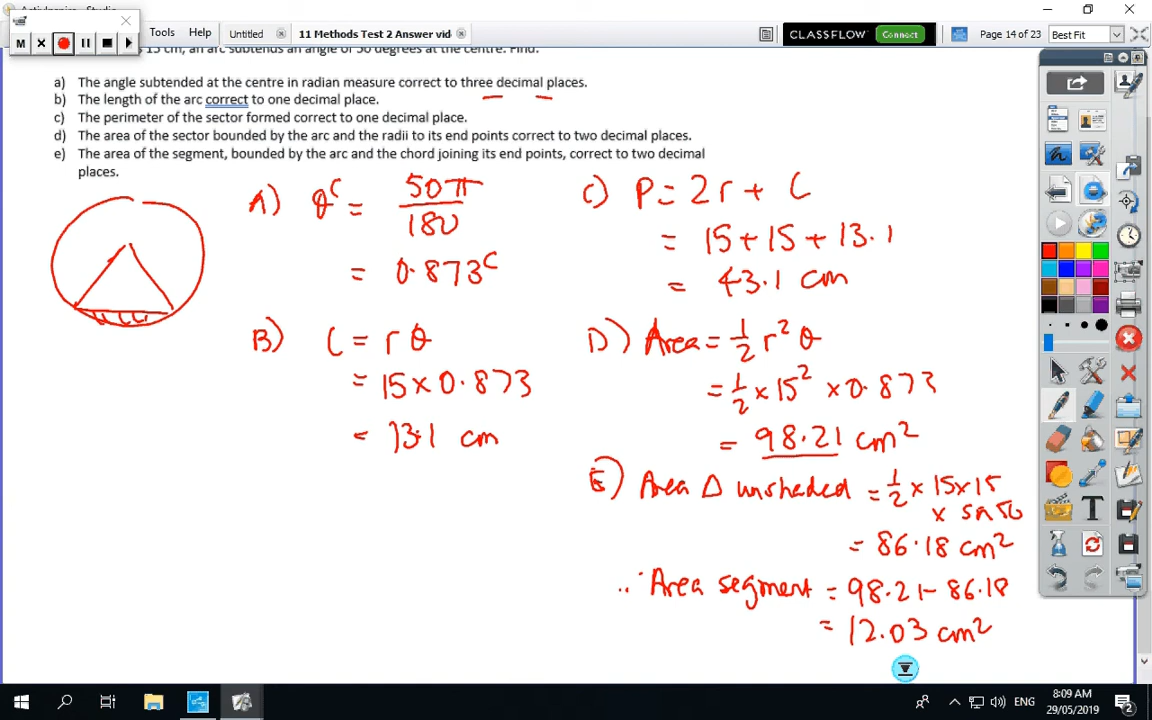 Tools Help Untitled 11 Methods Test 2 Answer vid CLASSFLOW Connect Page 14 of 23 Best Fit
M
15 cm, an arc subtends an angle of 50 degrees at the centre. Find:
a) The angle subtended at the centre in radian measure correct to three decimal places.
b) The length of the arc correct to one decimal place.
c) The perimeter of the sector formed correct to one decimal place.
d) The area of the sector bounded by the arc and the radii to its end points correct to two decimal places.
e) The area of the segment, bounded by the arc and the chord joining its end points, correct to two decimal
places.
A) θᶜ = 50π/180
= 0.873ᶜ
B) l = rθ
= 15 × 0.873
= 13.1 cm
C) P = 2r + l
= 15 + 15 + 13.1
= 43.1 cm
D) Area = ½ r² θ
= ½ × 15² × 0.873
= 98.21 cm²
E) Area Δ unshaded = ½ × 15 × 15
× sin 50
= 86.18 cm²
∴ Area segment = 98.21 - 86.18
= 12.03 cm²
T
ENG
8:09 AM
29/05/2019
2